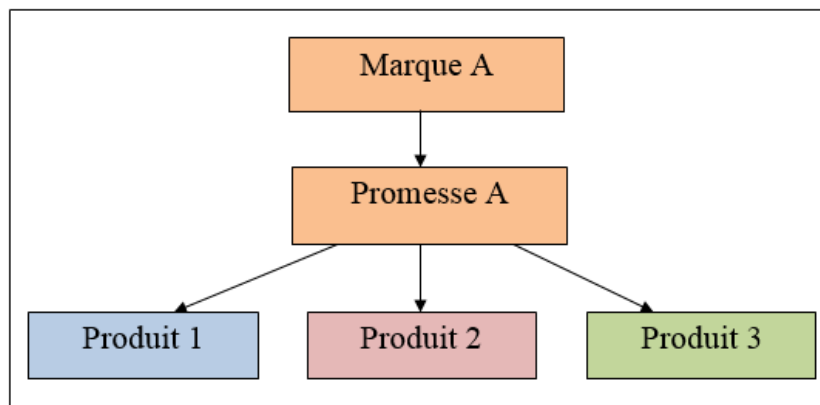 Marque A
Promesse A
Produit 1
Produit 2
Produit 3